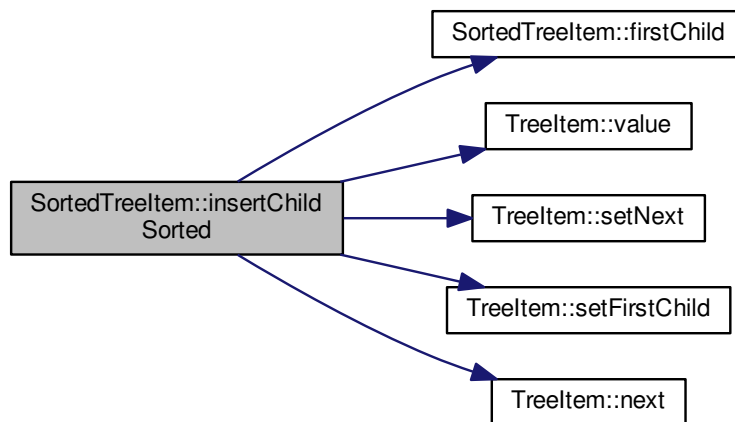 SortedTreeItem::firstChild
TreeItem::value
SortedTreeItem::insertChild
Sorted
TreeItem::setNext
TreeItem::setFirstChild
TreeItem::next